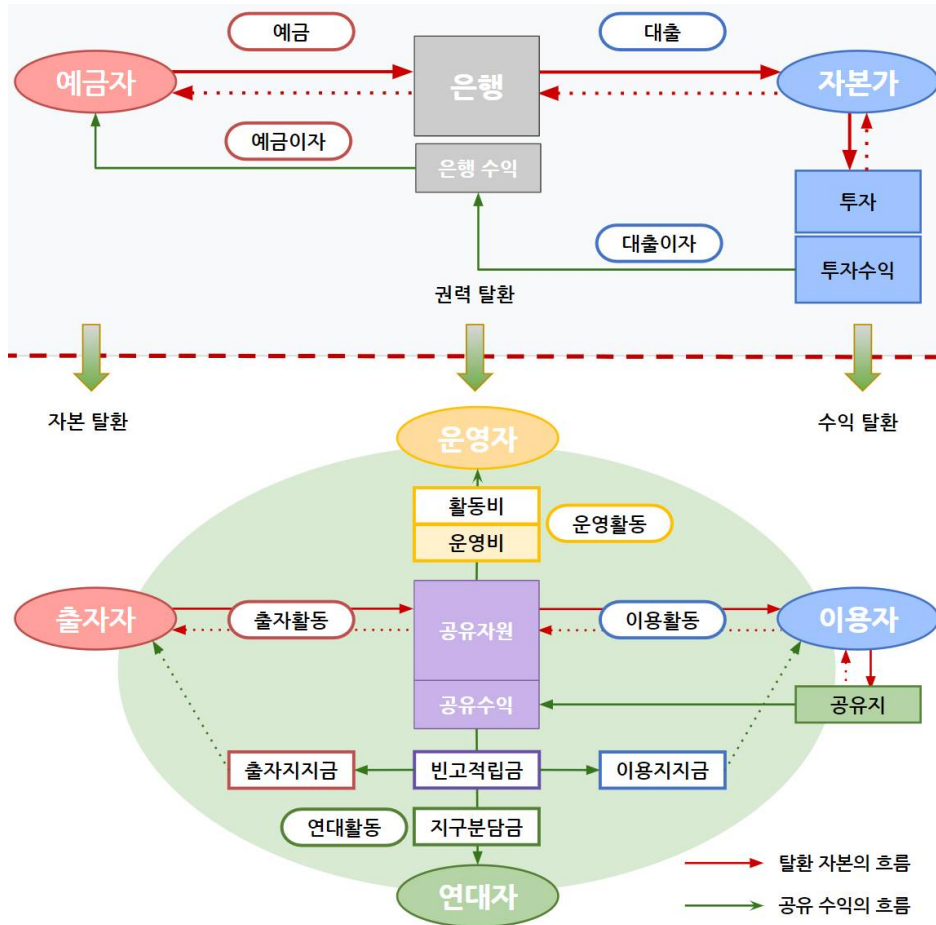 예금
대출
예금자
은행
자본가
예금이자
은행 수익
투자
대출이자
투자수익
권력 탈환
자본 탈환
수익 탈환
운영자
활동비
운영활동
운영비
출자자
출자활동
공유자원
이용활동
이용자
공유수익
공유지
출자지지금
빈고적립금
이용지지금
연대활동
지구분담금
탈환 자본의 흐름
연대자
공유 수익의 흐름